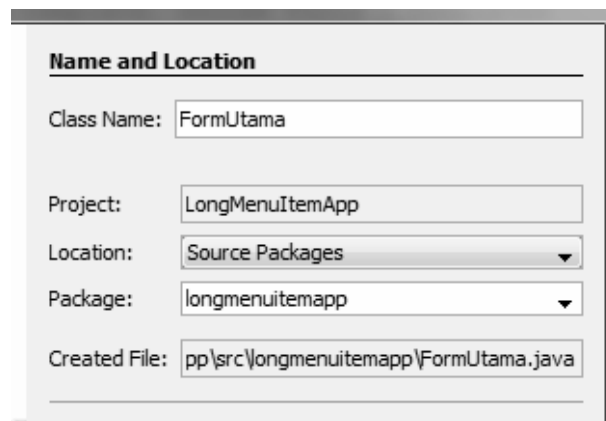 Name and Location
Class Name: FormUtama
Project: LongMenuItemApp
Location: Source Packages
Package: longmenuitemapp
Created File: pp\src\longmenuitemapp\FormUtama.java